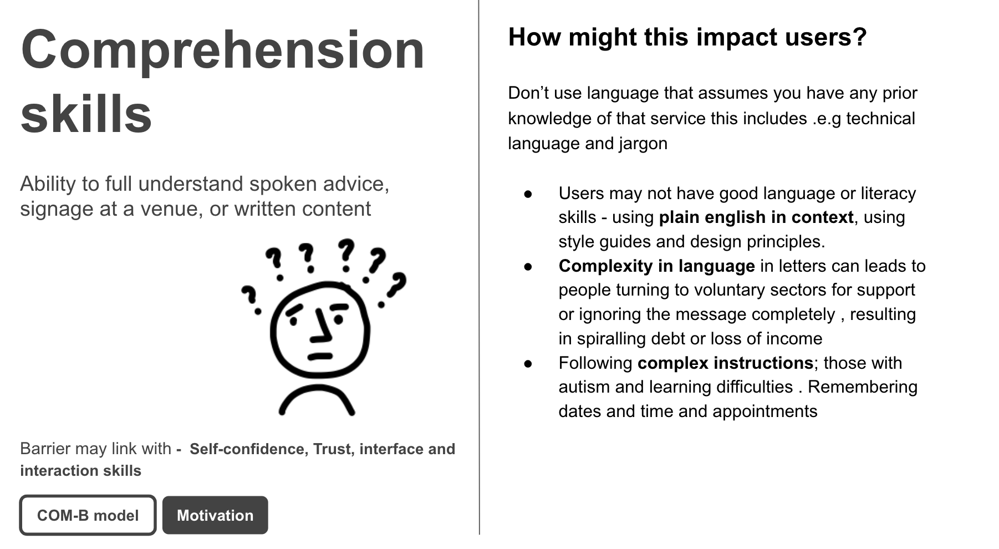 Comprehension
skills
Ability to full understand spoken advice,
signage at a venue, or written content
? ? ? ? ? ?
Barrier may link with -  Self-confidence, Trust, interface and
interaction skills
COM-B model
Motivation
How might this impact users?
Don’t use language that assumes you have any prior
knowledge of that service this includes .e.g technical
language and jargon
● Users may not have good language or literacy
skills - using plain english in context, using
style guides and design principles.
● Complexity in language in letters can leads to
people turning to voluntary sectors for support
or ignoring the message completely , resulting
in spiralling debt or loss of income
● Following complex instructions; those with
autism and learning difficulties . Remembering
dates and time and appointments